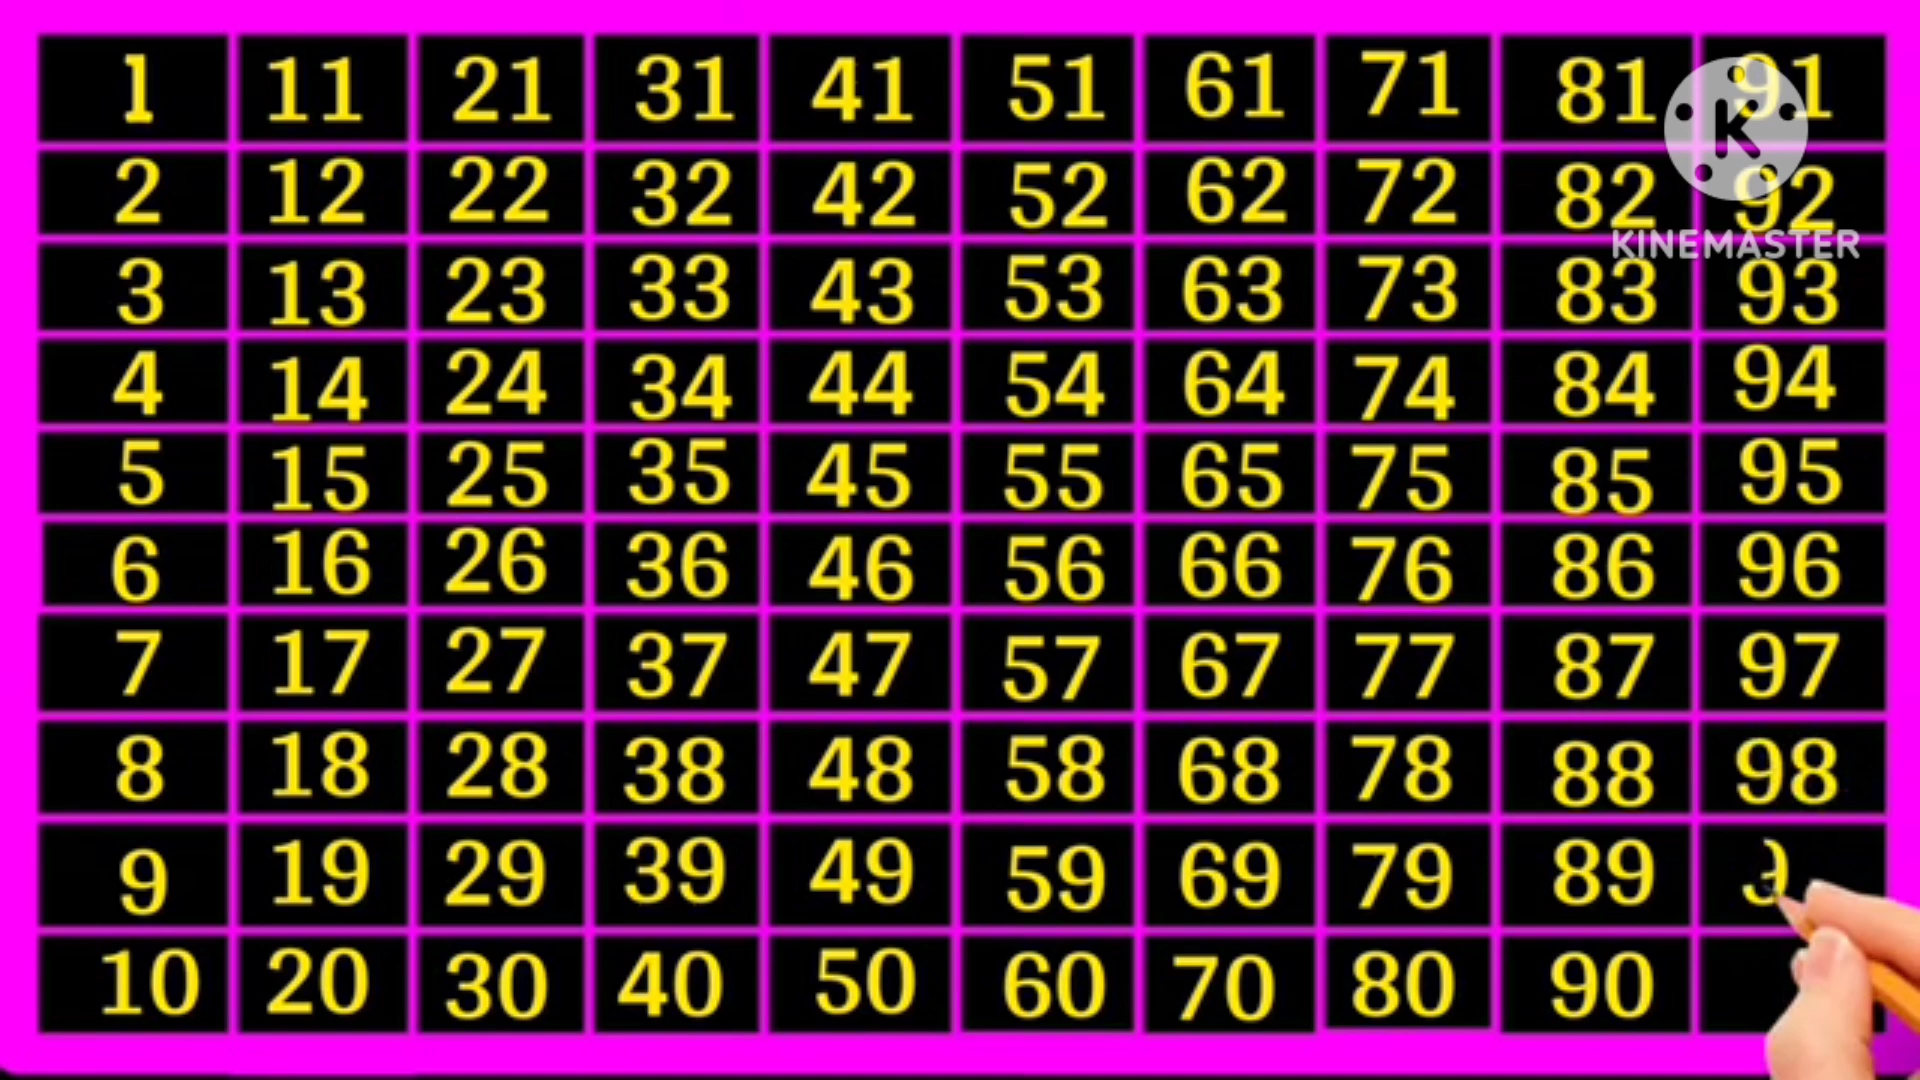 1 11 21 31 41 51 61 71 81 91
2 12 22 32 42 52 62 72 82 92
KINEMASTER
3 13 23 33 43 53 63 73 83 93
4 14 24 34 44 54 64 74 84 94
5 15 25 35 45 55 65 75 85 95
6 16 26 36 46 56 66 76 86 96
7 17 27 37 47 57 67 77 87 97
8 18 28 38 48 58 68 78 88 98
9 19 29 39 49 59 69 79 89
10 20 30 40 50 60 70 80 90